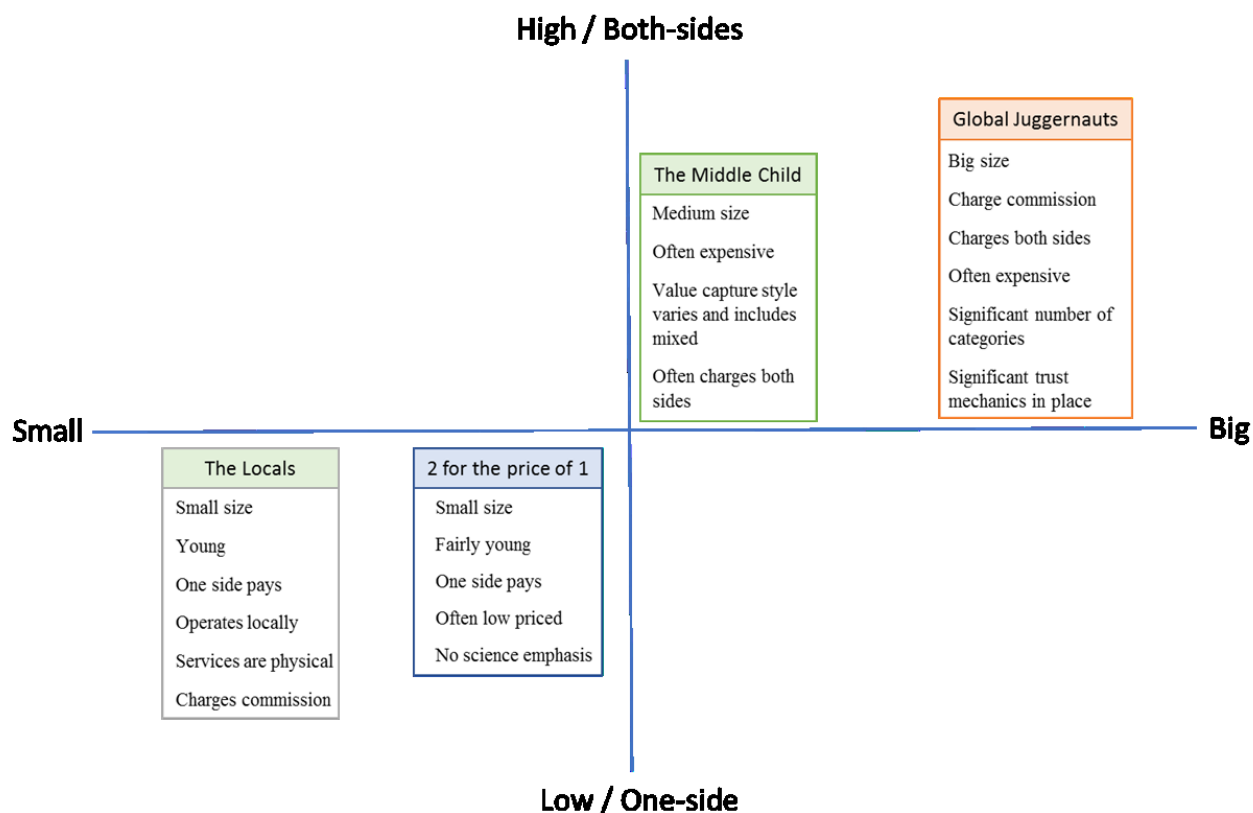 High / Both-sides
Global Juggernauts
Big size
Charge commission
Charges both sides
Often expensive
Significant number of
categories
Significant trust
mechanics in place
The Middle Child
Medium size
Often expensive
Value capture style
varies and includes
mixed
Often charges both
sides
Small
Big
The Locals
Small size
Young
One side pays
Operates locally
Services are physical
Charges commission
2 for the price of 1
Small size
Fairly young
One side pays
Often low priced
No science emphasis
Low / One-side